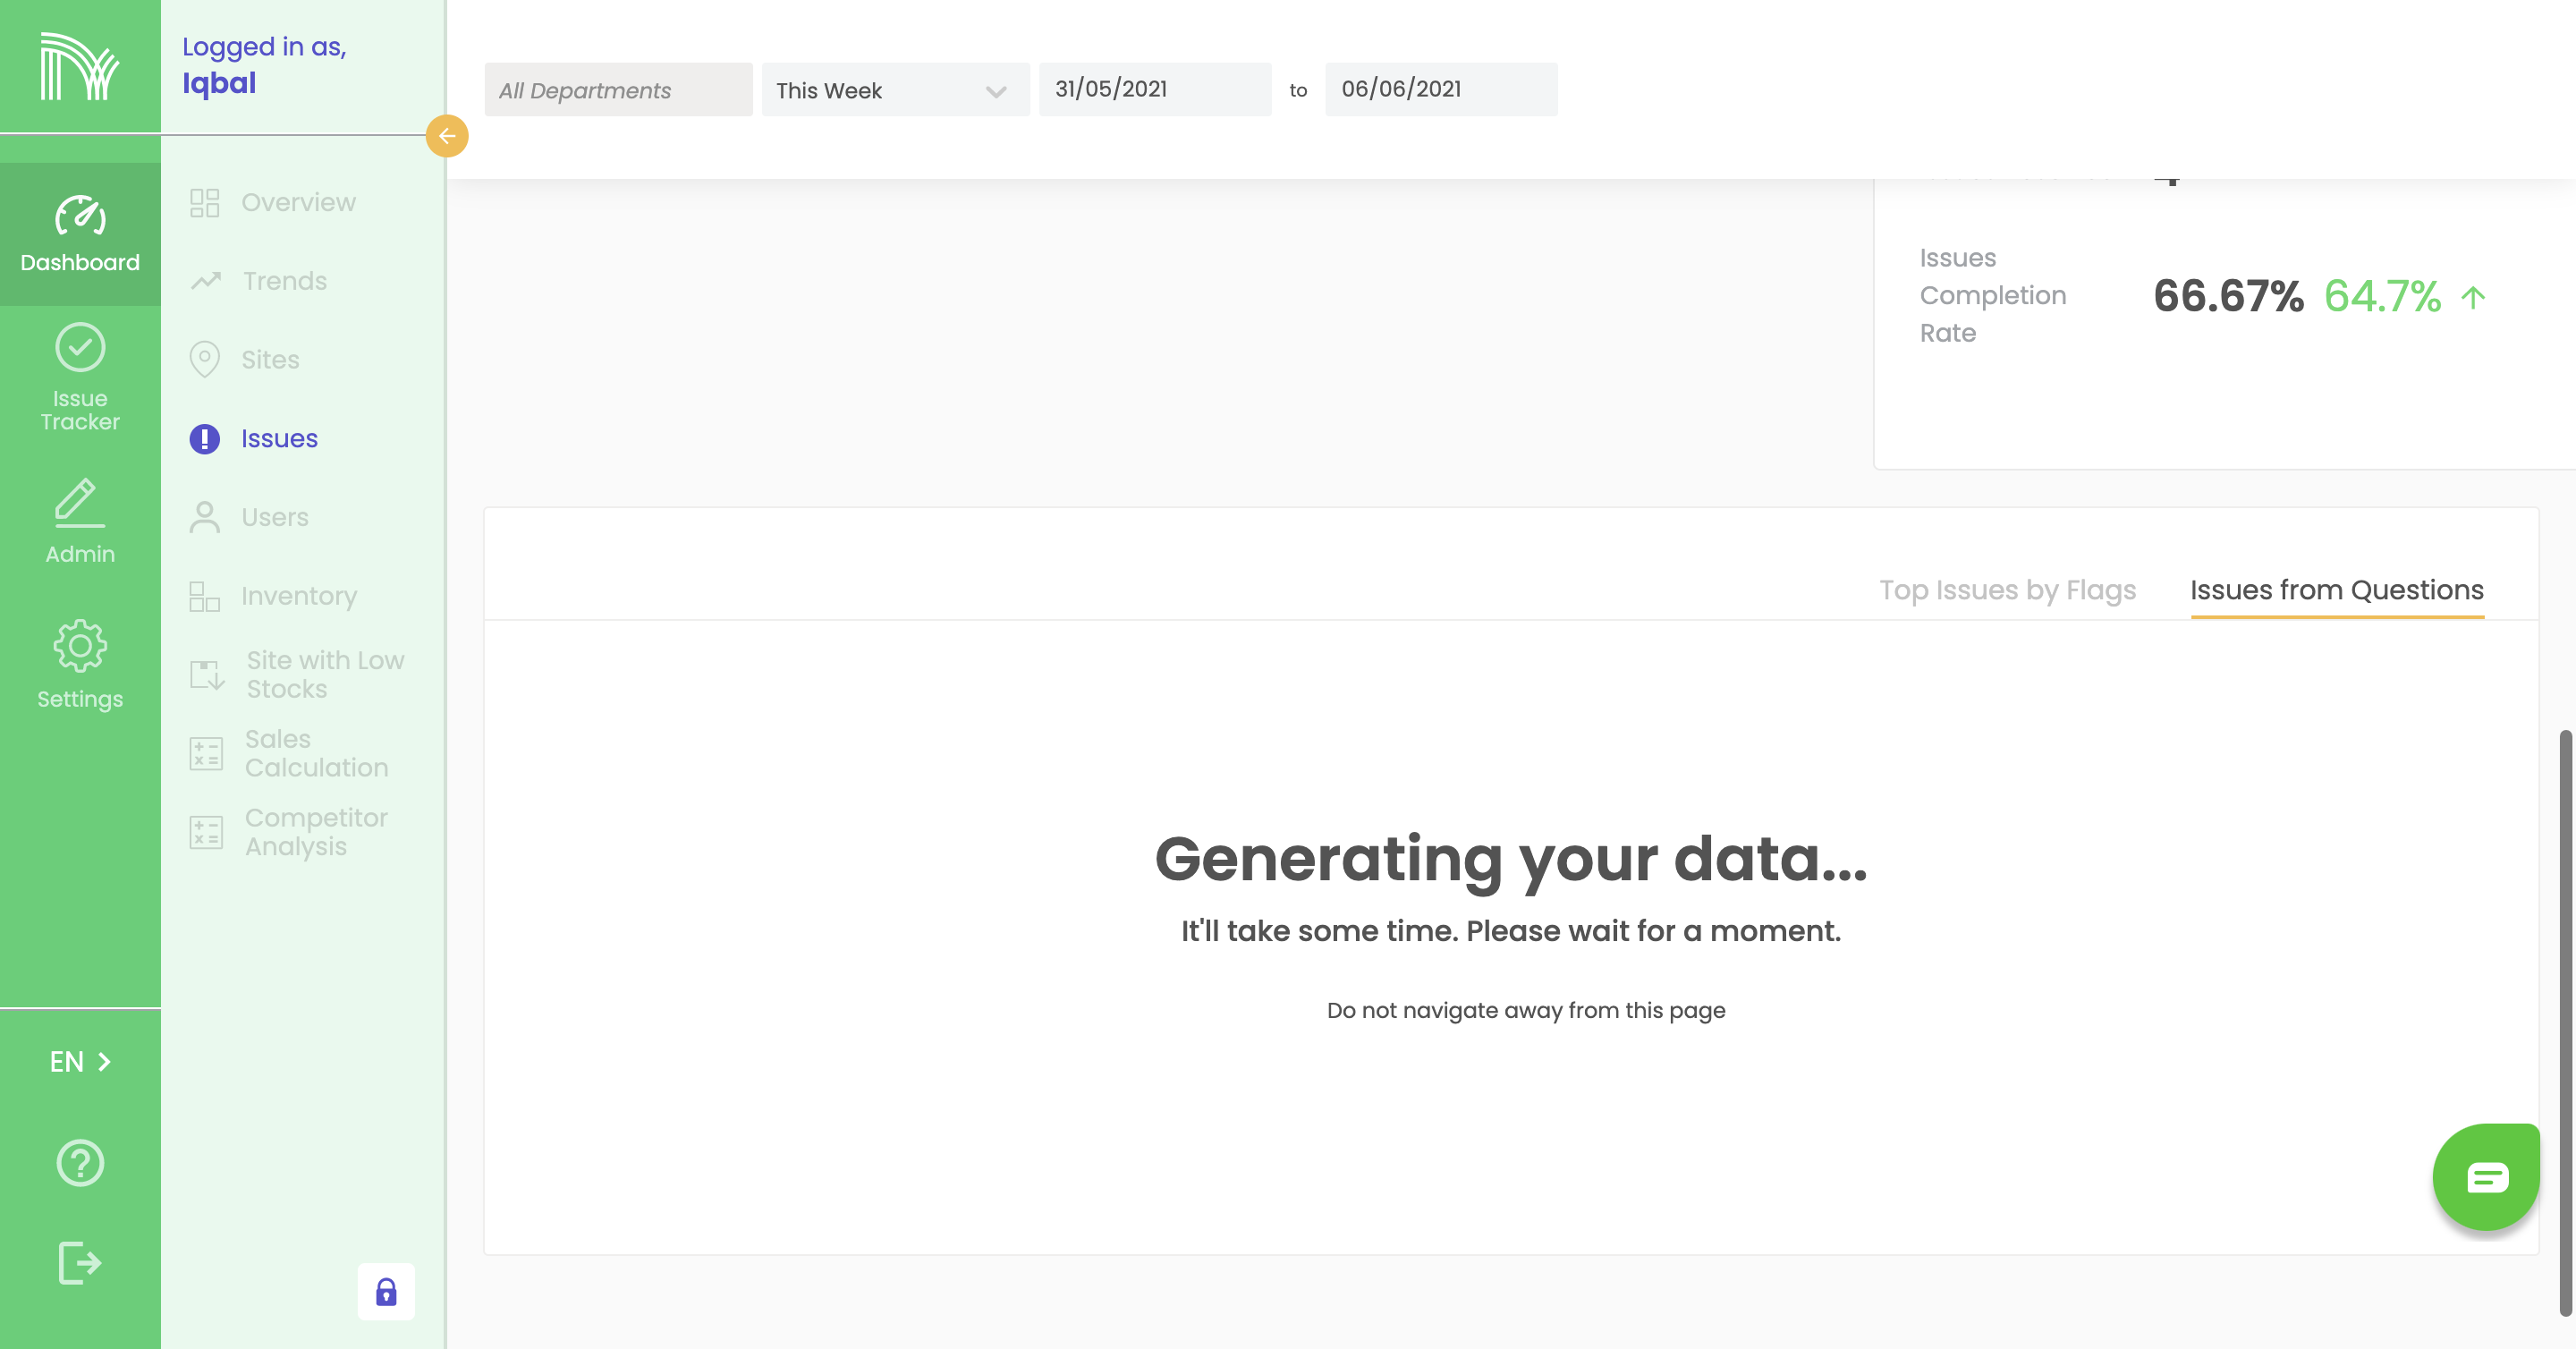 Logged in as,
Iqbal
Dashboard
Issue
Tracker
Admin
Settings
EN
Overview
Trends
Sites
Issues
Users
Inventory
Site with Low
Stocks
Sales
Calculation
Competitor
Analysis
All Departments
This Week
31/05/2021
to
06/06/2021
Issues
Completion
Rate
66.67% 64.7%
Top Issues by Flags
Issues from Questions
Generating your data...
It'll take some time. Please wait for a moment.
Do not navigate away from this page